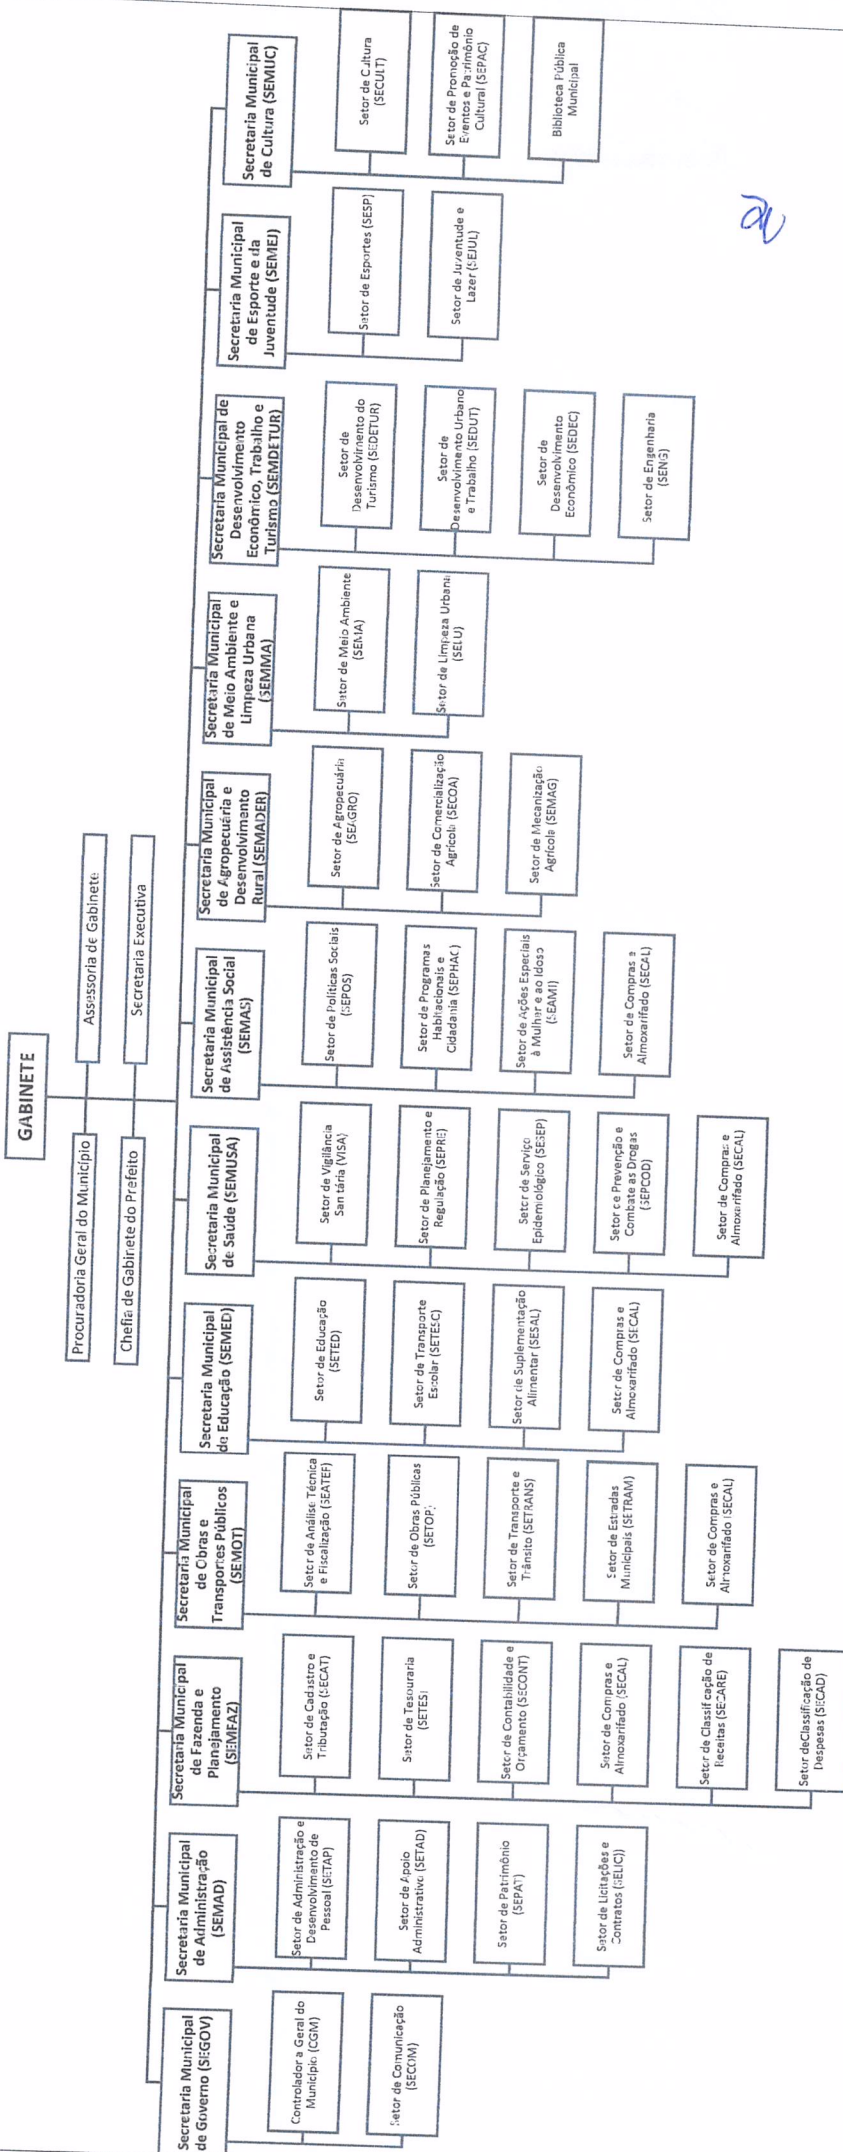 GABINETE
Procuradoria Geral do Município
Assessoria de Gabinete
Chefia de Gabinete do Prefeito
Secretaria Executiva
Secretaria Municipal
de Governo (SEGOV)
Controladora Geral do
Município (CGM)
Setor de Comunicação
(SECOM)
Secretaria Municipal
de Administração
(SEMAD)
Setor de Administração e
Desenvolvimento de
Pessoal (SETAP)
Setor de Apoio
Administrativo (SETAD)
Setor de Patrimônio
(SEPAT)
Setor de Licitações e
Contratos (SELIC))
Secretaria Municipal
de Fazenda e
Planejamento
(SEMFAZ)
Setor de Cadastro e
Tributação (SECAT)
Setor de Tesouraria
(SETES)
Setor de Contabilidade e
Orçamento (SECONT)
Setor de Compras e
Almoxarifado (SECAL)
Setor de Classificação de
Receitas (SECARE)
Setor deClassificação de
Despesas (SECAD)
Secretaria Municipal
de Obras e
Transportes Públicos
(SEMOT)
Setor de Análise Técnica
e Fiscalização (SEATEF)
Setor de Obras Públicas
(SETOP)
Setor de Transporte e
Trânsito (SETRANS)
Setor de Estradas
Municipais (SETRAM)
Setor de Compras e
Almoxarifado (SECAL)
Secretaria Municipal
de Educação (SEMED)
Setor de Educação
(SETED)
Setor de Transporte
Escolar (SETESC)
Setor de Suplementação
Alimentar (SESAL)
Setor de Compras e
Almoxarifado (SECAL)
Secretaria Municipal
de Saúde (SEMUSA)
Setor de Vigilância
Sanitária (VISA)
Setor de Planejamento e
Regulação (SEPRE)
Setor de Serviço
Epidemiológico (SESEP)
Setor de Prevenção e
Combate as Drogas
(SEPCOD)
Setor de Compras e
Almoxarifado (SECAL)
Secretaria Municipal
de Assistência Social
(SEMAS)
Setor de Políticas Sociais
(SEPOS)
Setor de Programas
Habitacionais e
Cidadania (SEPHAC)
Setor de Ações Especiais
à Mulher e ao Idoso
(SEAMI)
Setor de Compras e
Almoxarifado (SECAL)
Secretaria Municipal
de Agropecuária e
Desenvolvimento
Rural (SEMADER)
Setor de Agropecuária
(SEAGRO)
Setor de Comercialização
Agrícola (SECOA)
Setor de Mecanização
Agrícola (SEMAG)
Secretaria Municipal
de Meio Ambiente e
Limpeza Urbana
(SEMMA)
Setor de Meio Ambiente
(SEMA)
Setor de Limpeza Urbana
(SELU)
Secretaria Municipal de
Desenvolvimento
Econômico, Trabalho e
Turismo (SEMDETUR)
Setor de
Desenvolvimento do
Turismo (SEDETUR)
Setor de
Desenvolvimento Urbano
e Trabalho (SEDUT)
Setor de
Desenvolvimento
Econômico (SEDEC)
Setor de Engenharia
(SENG)
Secretaria Municipal
de Esporte e da
Juventude (SEMEJ)
Setor de Esportes (SESP)
Setor de Juventude e
Lazer (SEJUL)
Secretaria Municipal
de Cultura (SEMUC)
Setor de Cultura
(SECULT)
Setor de Promoção de
Eventos e Patrimônio
Cultural (SEPAC)
Biblioteca Pública
Municipal